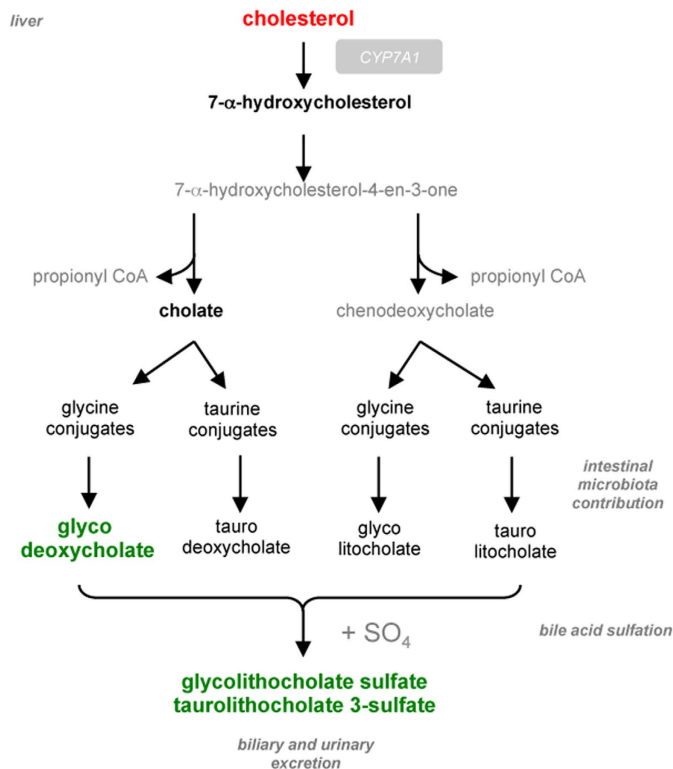 liver
cholesterol
CYP7A1
7-α-hydroxycholesterol
7-α-hydroxycholesterol-4-en-3-one
propionyl CoA
propionyl CoA
cholate
chenodeoxycholate
glycine
conjugates
taurine
conjugates
glycine
conjugates
taurine
conjugates
intestinal
microbiota
contribution
glyco
deoxycholate
tauro
deoxycholate
glyco
litocholate
tauro
litocholate
+ SO₄
bile acid sulfation
glycolithocholate sulfate
taurolithocholate 3-sulfate
biliary and urinary
excretion